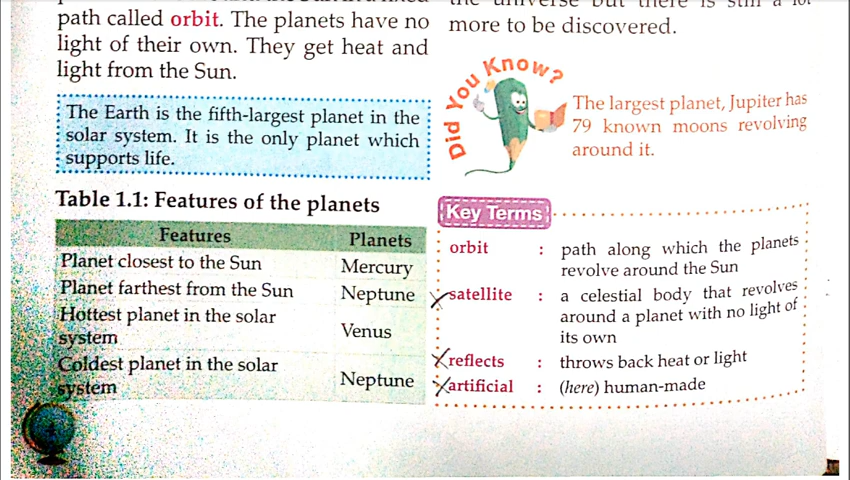 path called orbit. The planets have no
light of their own. They get heat and
light from the Sun.
The Earth is the fifth-largest planet in the
solar system. It is the only planet which
supports life.
Table 1.1: Features of the planets
Features Planets
Planet closest to the Sun Mercury
Planet farthest from the Sun Neptune
Hottest planet in the solar
system Venus
Coldest planet in the solar
system Neptune
more to be discovered.
Did You Know?
The largest planet, Jupiter has
79 known moons revolving
around it.
Key Terms
orbit : path along which the planets
revolve around the Sun
satellite : a celestial body that revolves
around a planet with no light of
its own
reflects : throws back heat or light
artificial : (here) human-made